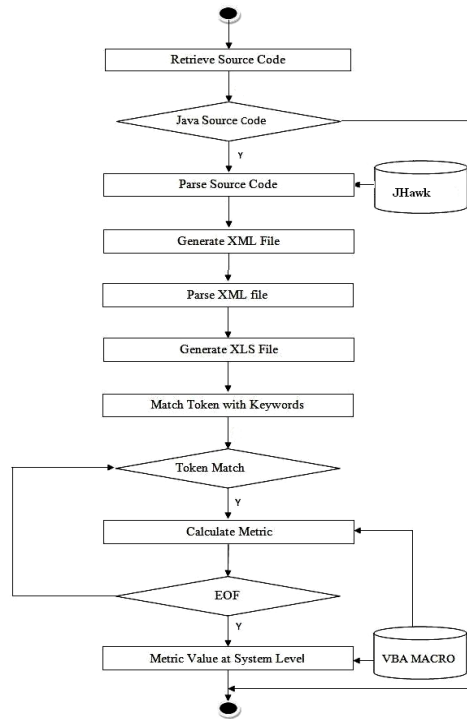 Retrieve Source Code
Java Source Code
Y
Parse Source Code
JHawk
Generate XML File
Parse XML file
Generate XLS File
Match Token with Keywords
Token Match
Y
Calculate Metric
EOF
Y
Metric Value at System Level
VBA MACRO